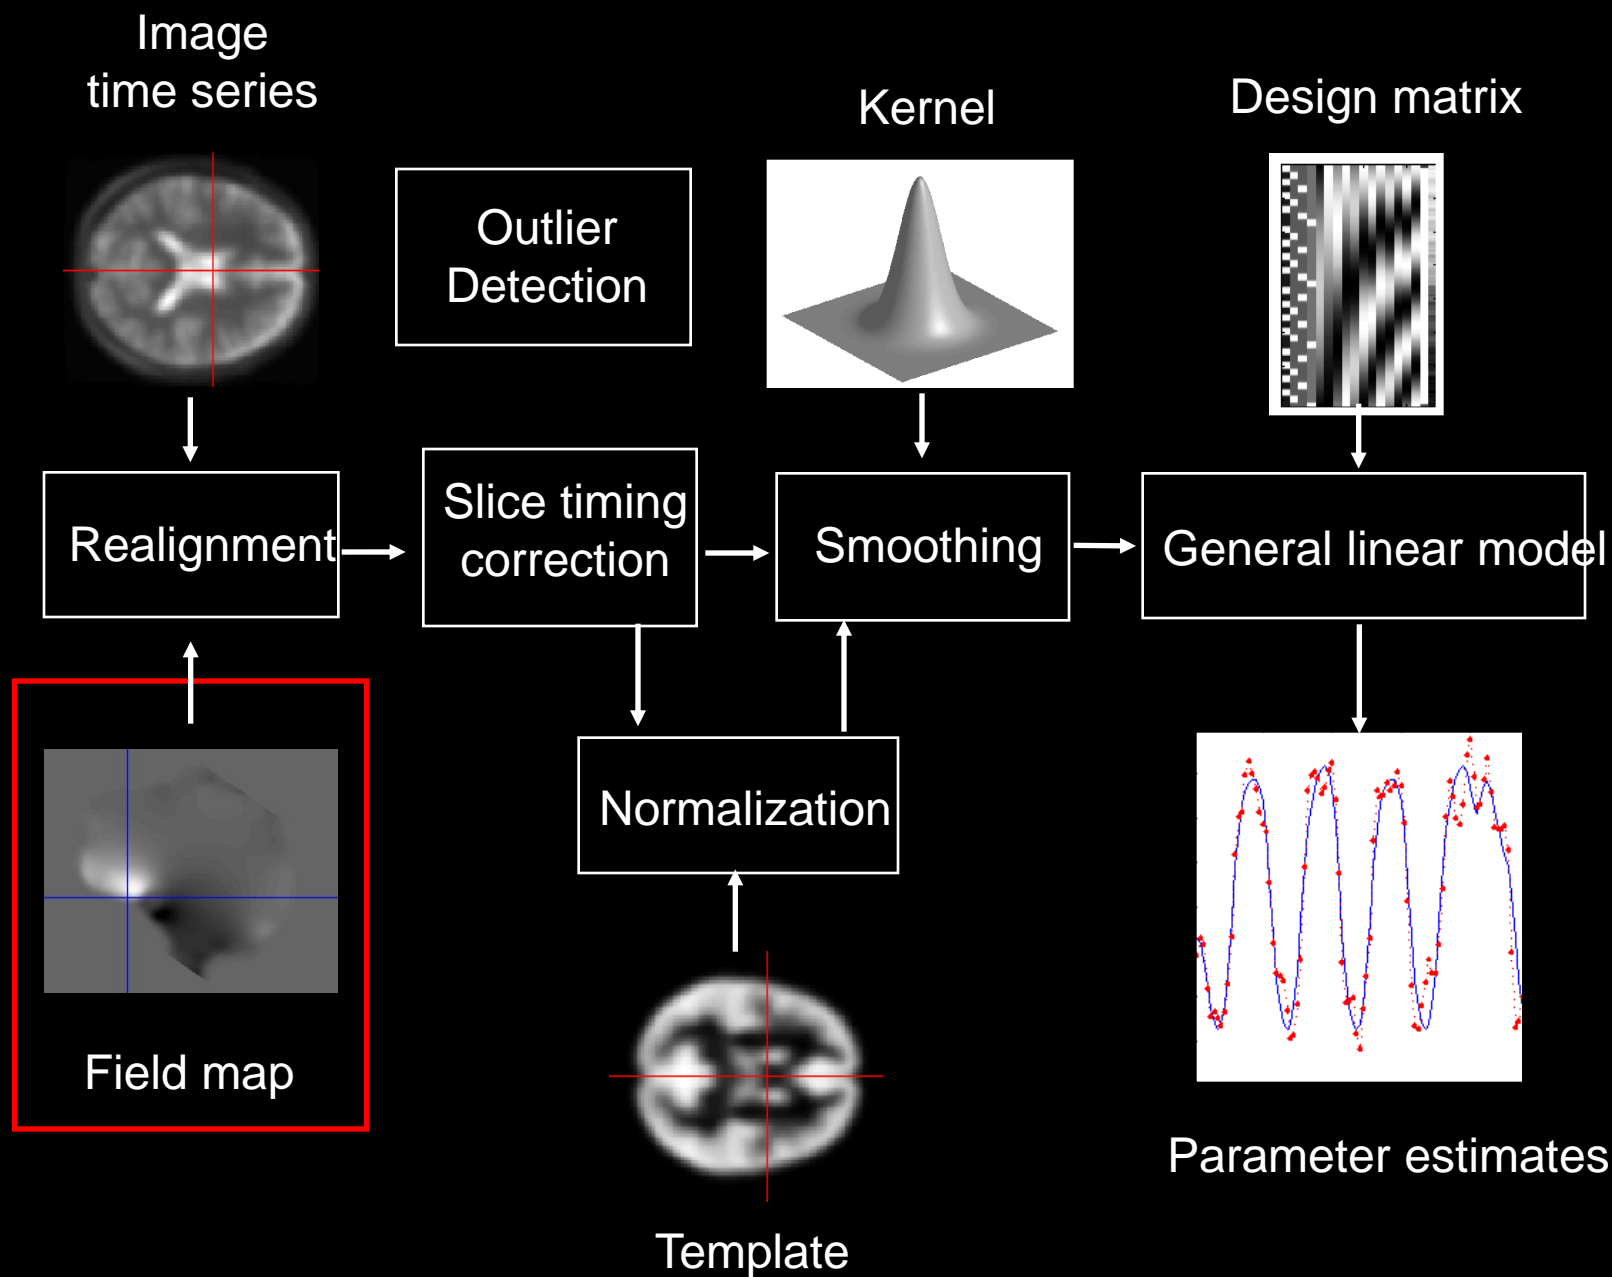 Image
time series
Kernel
Design matrix
Outlier
Detection
Realignment
Slice timing
correction
Smoothing
General linear model
Normalization
Field map
Parameter estimates
Template